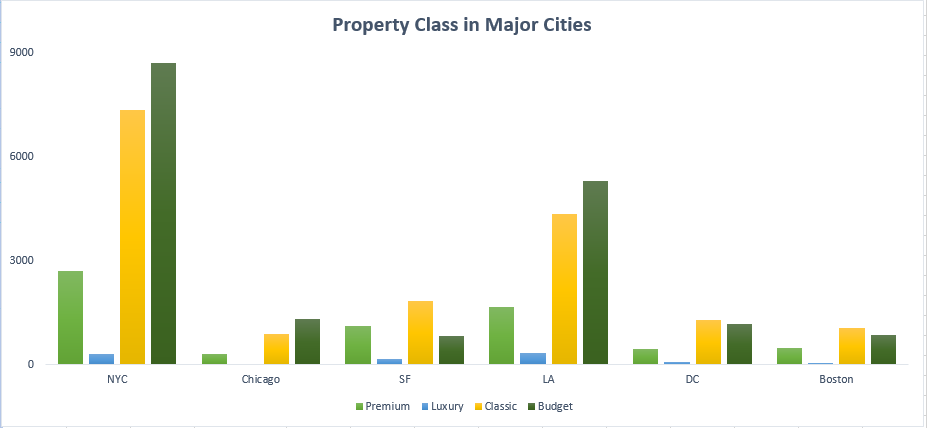 Property Class in Major Cities
9000
6000
3000
0
NYC Chicago SF LA DC Boston
Premium Luxury Classic Budget